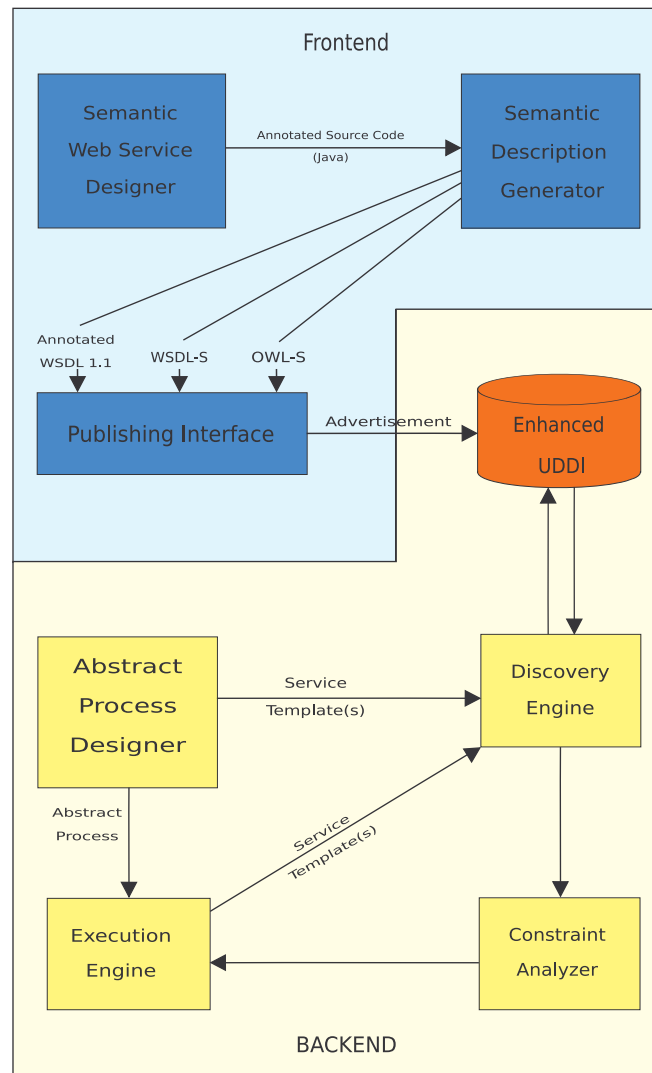 Frontend
Semantic
Web Service
Designer
Annotated Source Code
(Java)
Semantic
Description
Generator
Annotated
WSDL 1.1
WSDL-S
OWL-S
Publishing Interface
Advertisement
Enhanced
UDDI
Abstract
Process
Designer
Service
Template(s)
Discovery
Engine
Abstract
Process
Service
Template(s)
Execution
Engine
Constraint
Analyzer
BACKEND